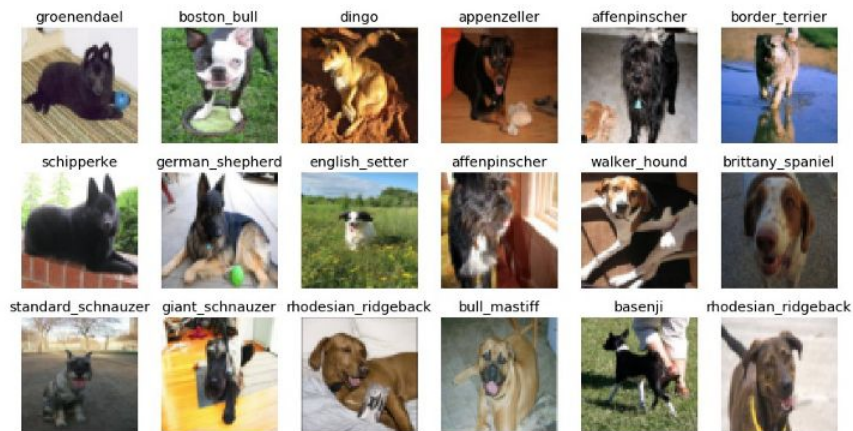 groenendael boston_bull dingo appenzeller affenpinscher border_terrier
schipperke german_shepherd english_setter affenpinscher walker_hound brittany_spaniel
standard_schnauzer giant_schnauzer rhodesian_ridgeback bull_mastiff basenji rhodesian_ridgeback